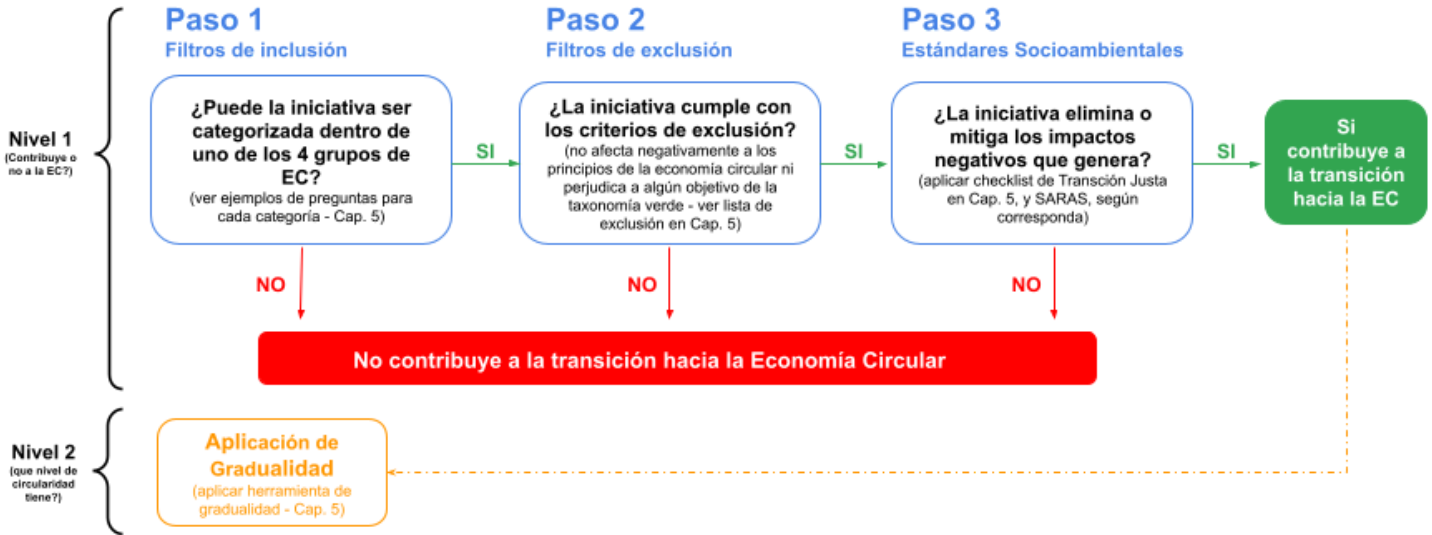 Paso 1
Filtros de inclusión
Paso 2
Filtros de exclusión
Paso 3
Estándares Socioambientales
Nivel 1
(Contribuye o
no a la EC?)
¿Puede la iniciativa ser
categorizada dentro de
uno de los 4 grupos de
EC?
(ver ejemplos de preguntas para
cada categoría - Cap. 5)
SI
¿La iniciativa cumple con
los criterios de exclusión?
(no afecta negativamente a los
principios de la economía circular ni
perjudica a algún objetivo de la
taxonomía verde - ver lista de
exclusión en Cap. 5)
SI
¿La iniciativa elimina o
mitiga los impactos
negativos que genera?
(aplicar checklist de Transción Justa
en Cap. 5, y SARAS, según
corresponda)
SI
Si
contribuye a
la transición
hacia la EC
NO
NO
NO
No contribuye a la transición hacia la Economía Circular
Nivel 2
(que nivel de
circularidad
tiene?)
Aplicación de
Gradualidad
(aplicar herramienta de
gradualidad - Cap. 5)